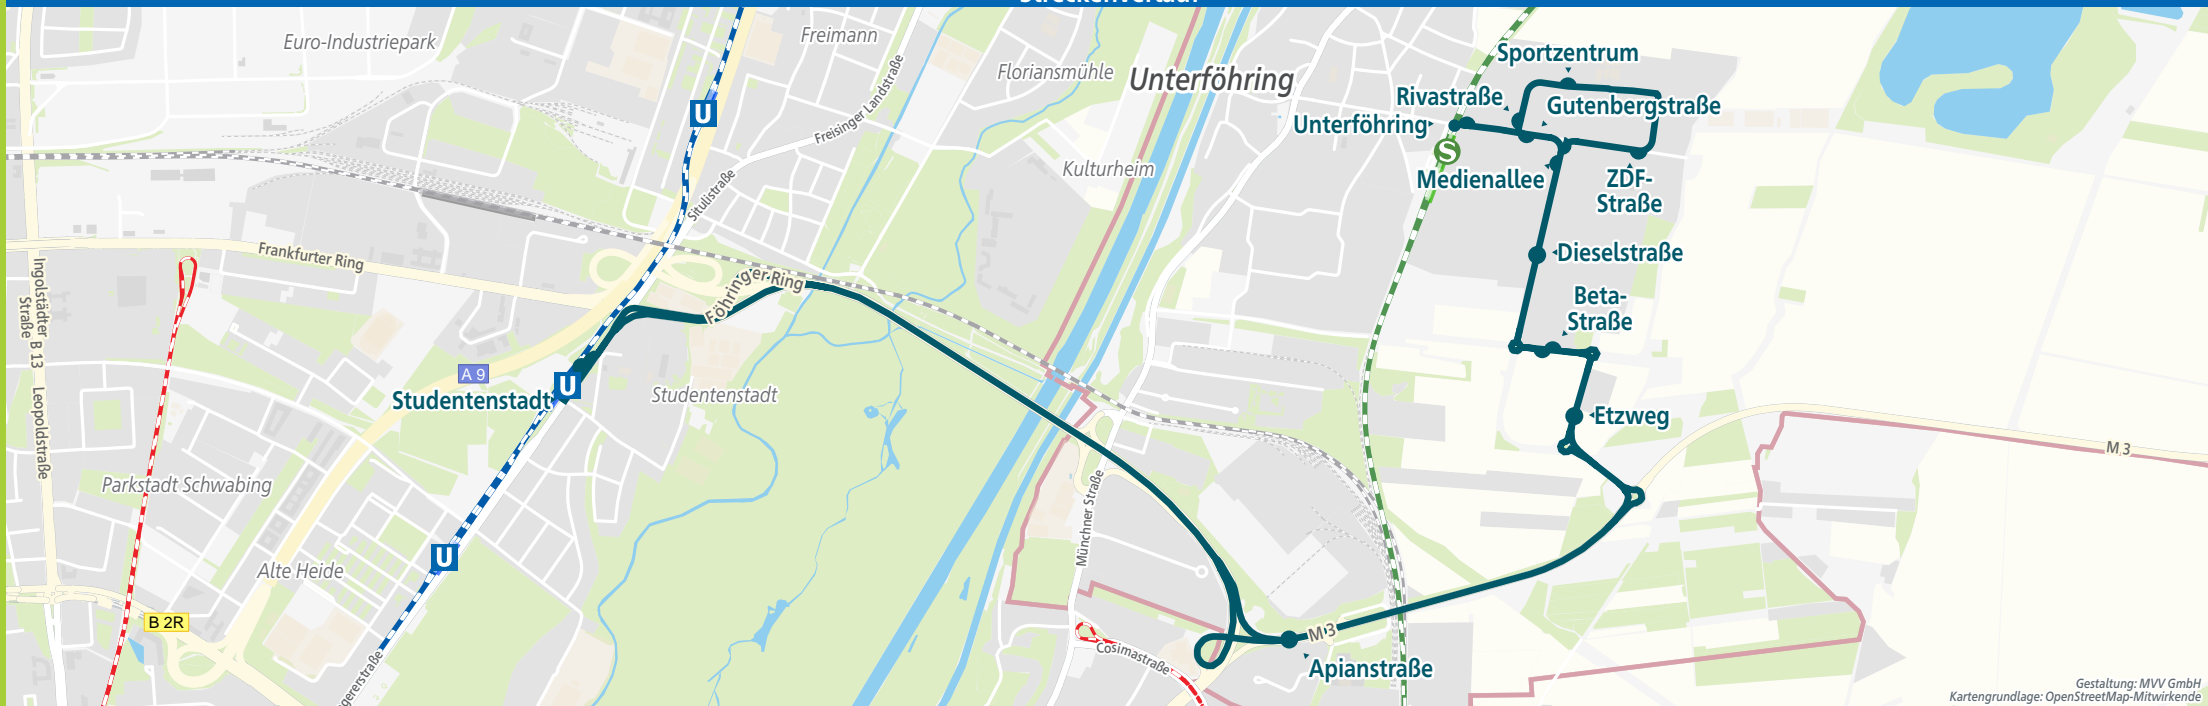 Streckenverlauf
Euro-Industriepark
Freimann
Floriansmühle
Unterföhring
Sportzentrum
Rivastraße
Gutenbergstraße
Unterföhring
U
Freisinger Landstraße
S
Kulturheim
Medienallee
ZDF-
Straße
Situlistraße
Frankfurter Ring
Föhringer-Ring
Dieselstraße
Beta-
Straße
Ingolstädter
Straße
B 13
Leopoldstraße
A 9
U
Studentenstadt
Studentenstadt
Etzweg
M 3
Parkstadt Schwabing
Münchner Straße
U
Alte Heide
B 2R
M 3
Cosimastraße
Apianstraße
gererstraße
Gestaltung: MVV GmbH
Kartengrundlage: OpenStreetMap-Mitwirkende